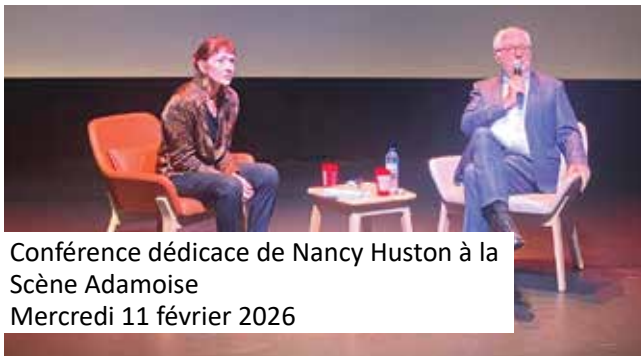 Conférence dédicace de Nancy Huston à la
Scène Adamoise
Mercredi 11 février 2026